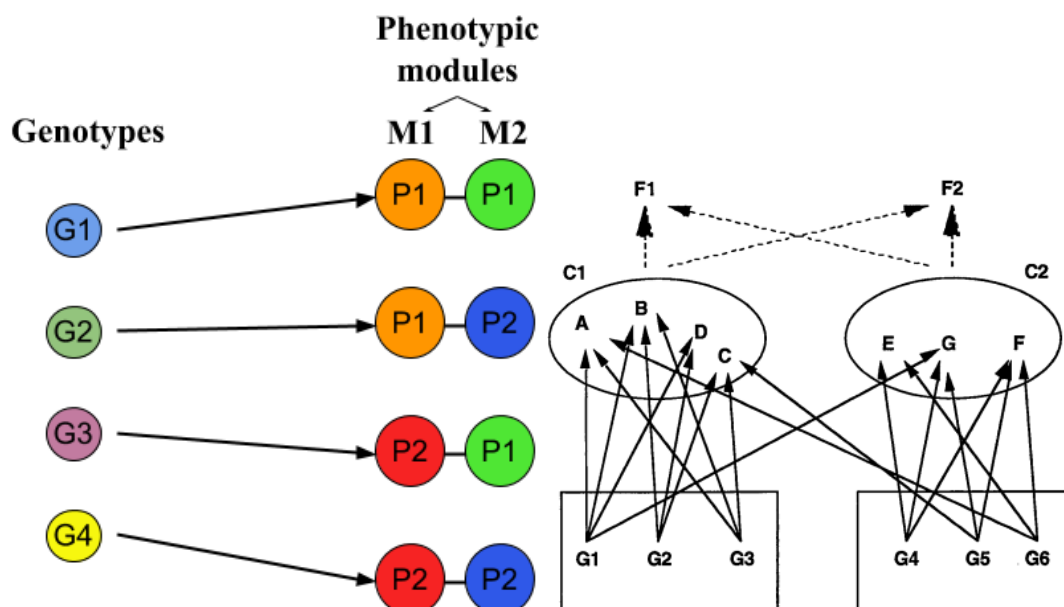 Phenotypic
modules
Genotypes
M1 M2
G1
P1 P1
G2
P1 P2
G3
P2 P1
G4
P2 P2
F1 F2
C1 C2
A B D C
E G F
G1 G2 G3 G4 G5 G6